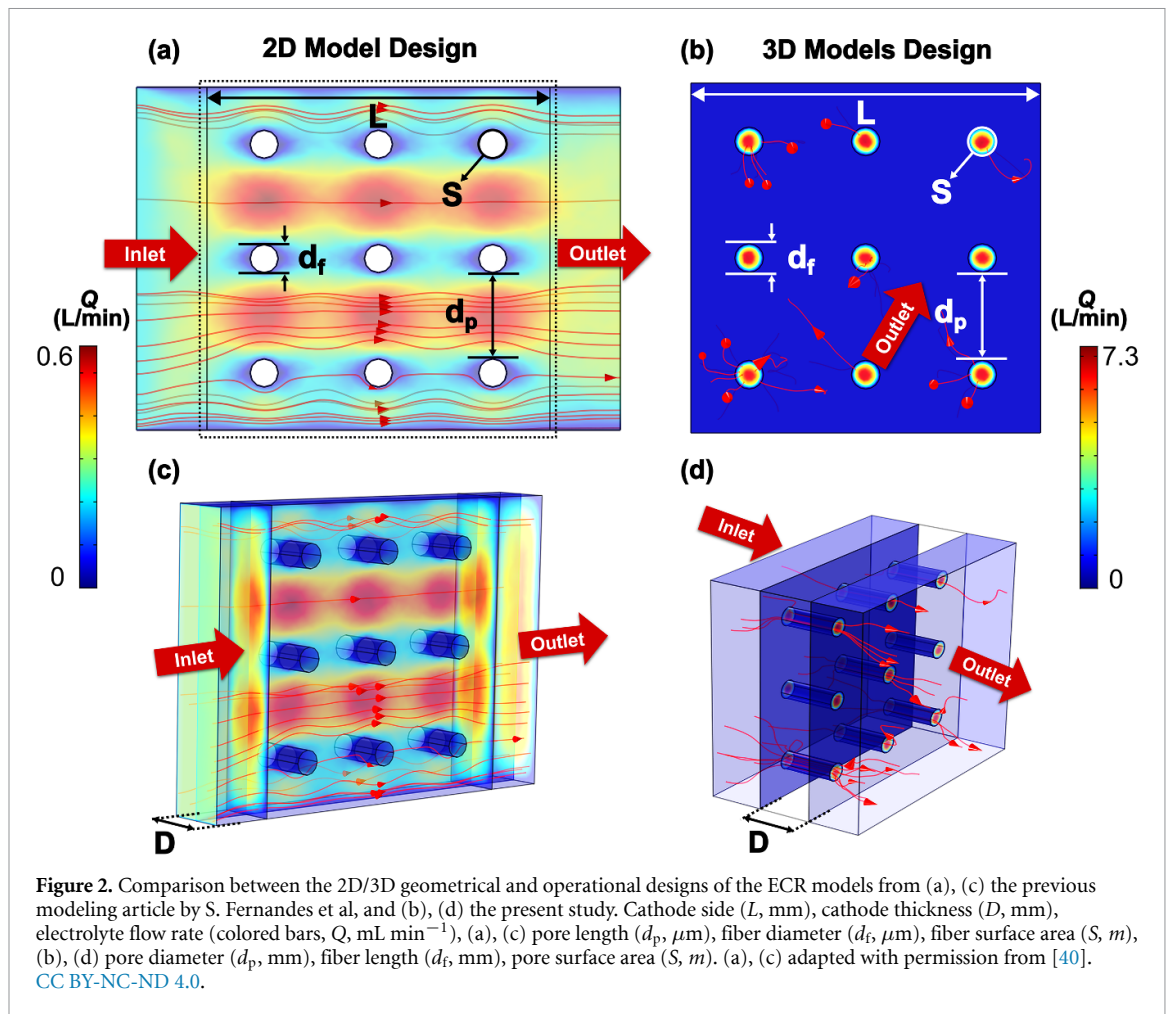 (a)
2D Model Design
(b)
3D Models Design
L
L
S
S
Inlet
df
Outlet
df
Outlet
dp
dp
Q
(L/min)
0.6
0
Q
(L/min)
7.3
0
(c)
(d)
Inlet
Outlet
D
Inlet
Outlet
D
Figure 2. Comparison between the 2D/3D geometrical and operational designs of the ECR models from (a), (c) the previous
modeling article by S. Fernandes et al, and (b), (d) the present study. Cathode side (L, mm), cathode thickness (D, mm),
electrolyte flow rate (colored bars, Q, mL min−1), (a), (c) pore length (dp, μm), fiber diameter (df, μm), fiber surface area (S, m),
(b), (d) pore diameter (dp, mm), fiber length (df, mm), pore surface area (S, m). (a), (c) adapted with permission from [40].
CC BY-NC-ND 4.0.